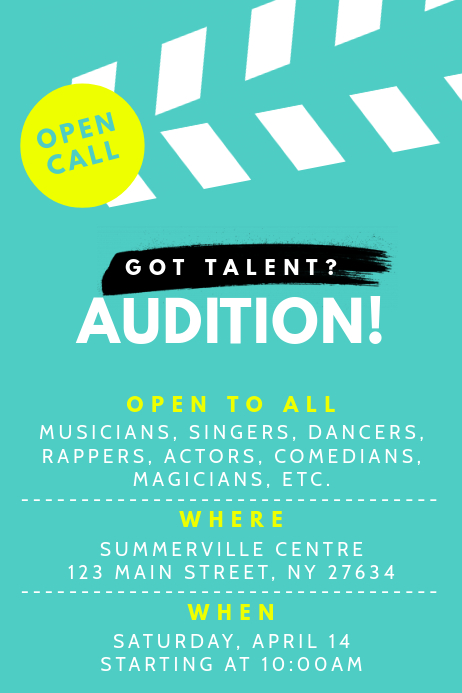 OPEN
CALL
GOT TALENT?
AUDITION!
OPEN TO ALL
MUSICIANS, SINGERS, DANCERS,
RAPPERS, ACTORS, COMEDIANS,
MAGICIANS, ETC.
WHERE
SUMMERVILLE CENTRE
123 MAIN STREET, NY 27634
WHEN
SATURDAY, APRIL 14
STARTING AT 10:00AM